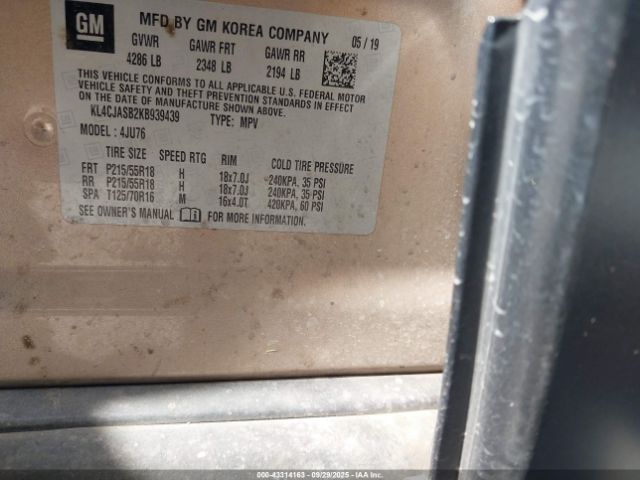 GM
MFD BY GM KOREA COMPANY 05/19
GVWR GAWR FRT GAWR RR
4286 LB 2348 LB 2194 LB
THIS VEHICLE CONFORMS TO ALL APPLICABLE U.S. FEDERAL MOTOR
VEHICLE SAFETY AND THEFT PREVENTION STANDARDS IN EFFECT
ON THE DATE OF MANUFACTURE SHOWN ABOVE.
KL4CJASB2KB939439 TYPE: MPV
MODEL: 4JU76
TIRE SIZE SPEED RTG RIM COLD TIRE PRESSURE
FRT P215/55R18 H 18x7.0J 240KPA, 35 PSI
RR P215/55R18 H 18x7.0J 240KPA, 35 PSI
SPA T125/70R16 M 16x4.0T 420KPA, 60 PSI
SEE OWNER'S MANUAL FOR MORE INFORMATION.
000-43314163 - 09/29/2025 - IAAI.COM